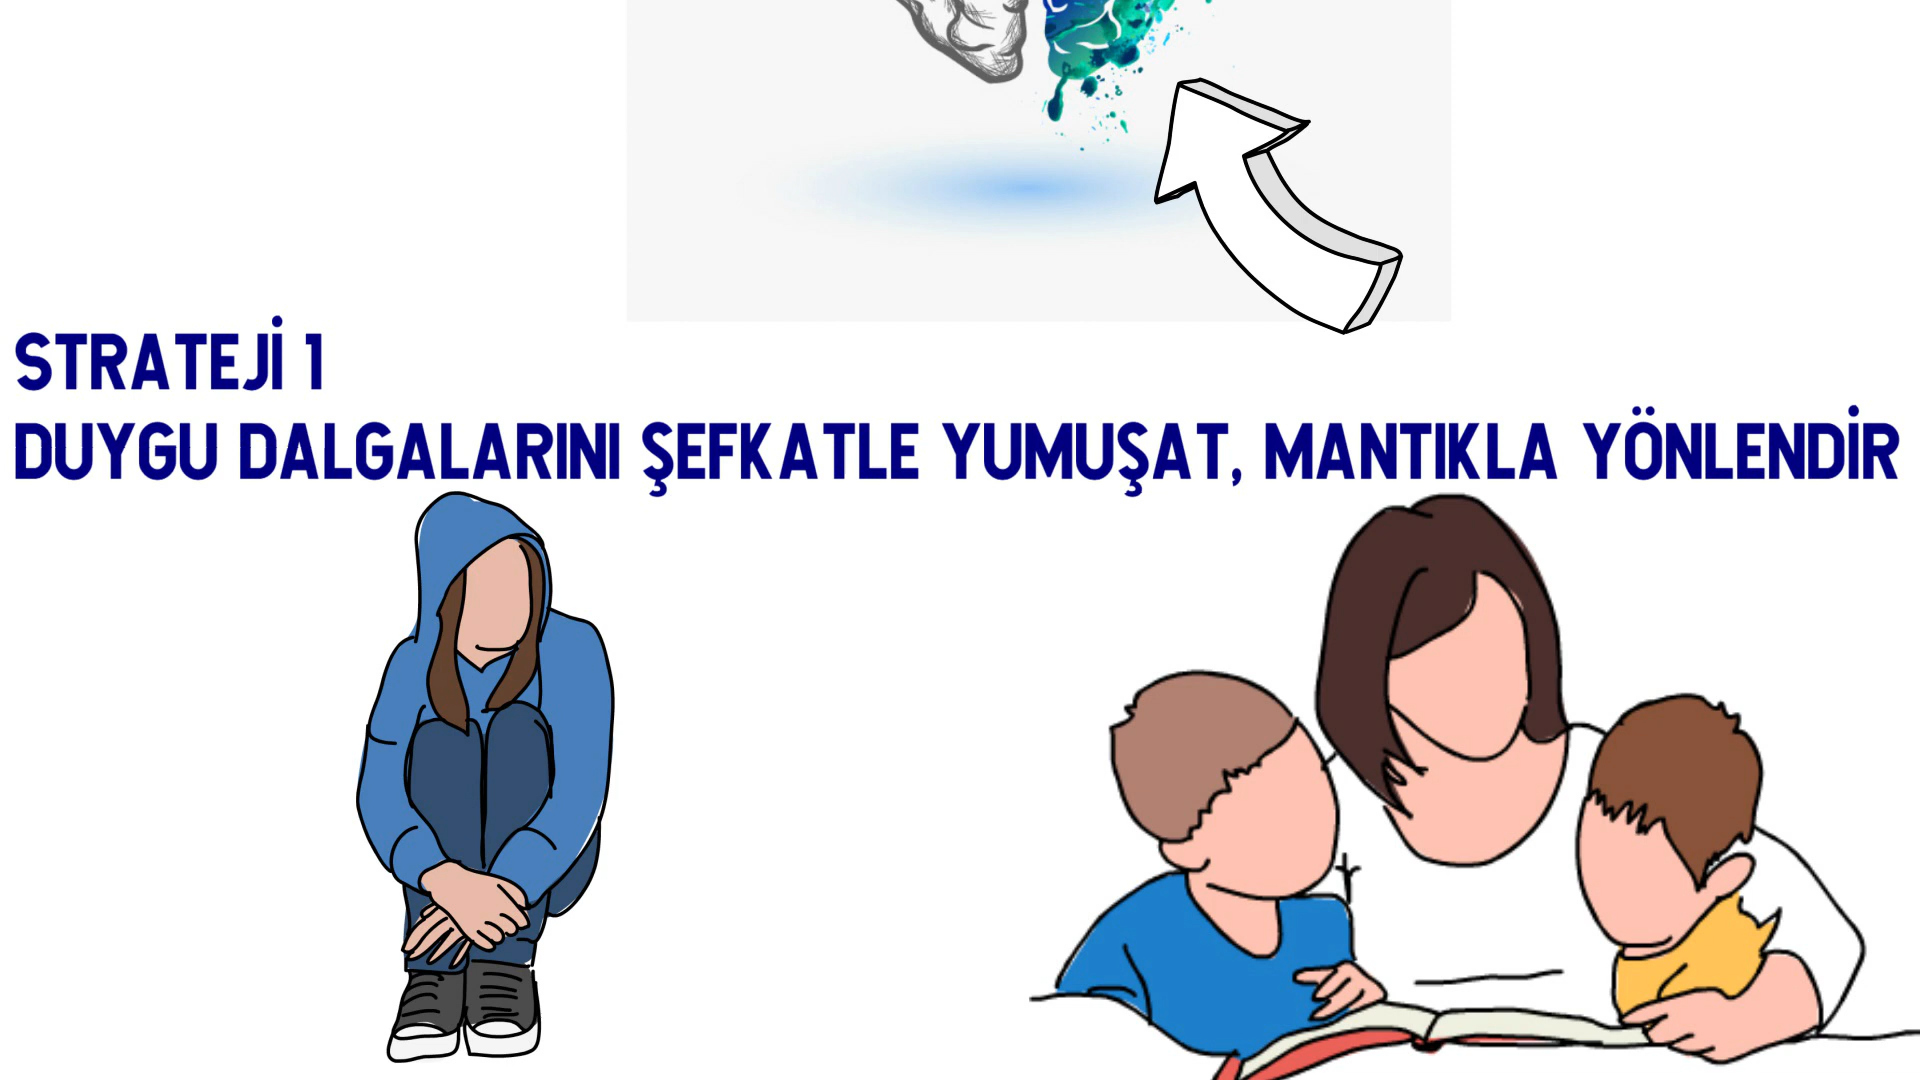 STRATEJİ 1
DUYGU DALGALARINI ŞEFKATLE YUMUŞAT, MANTIKLA YÖNLENDİR